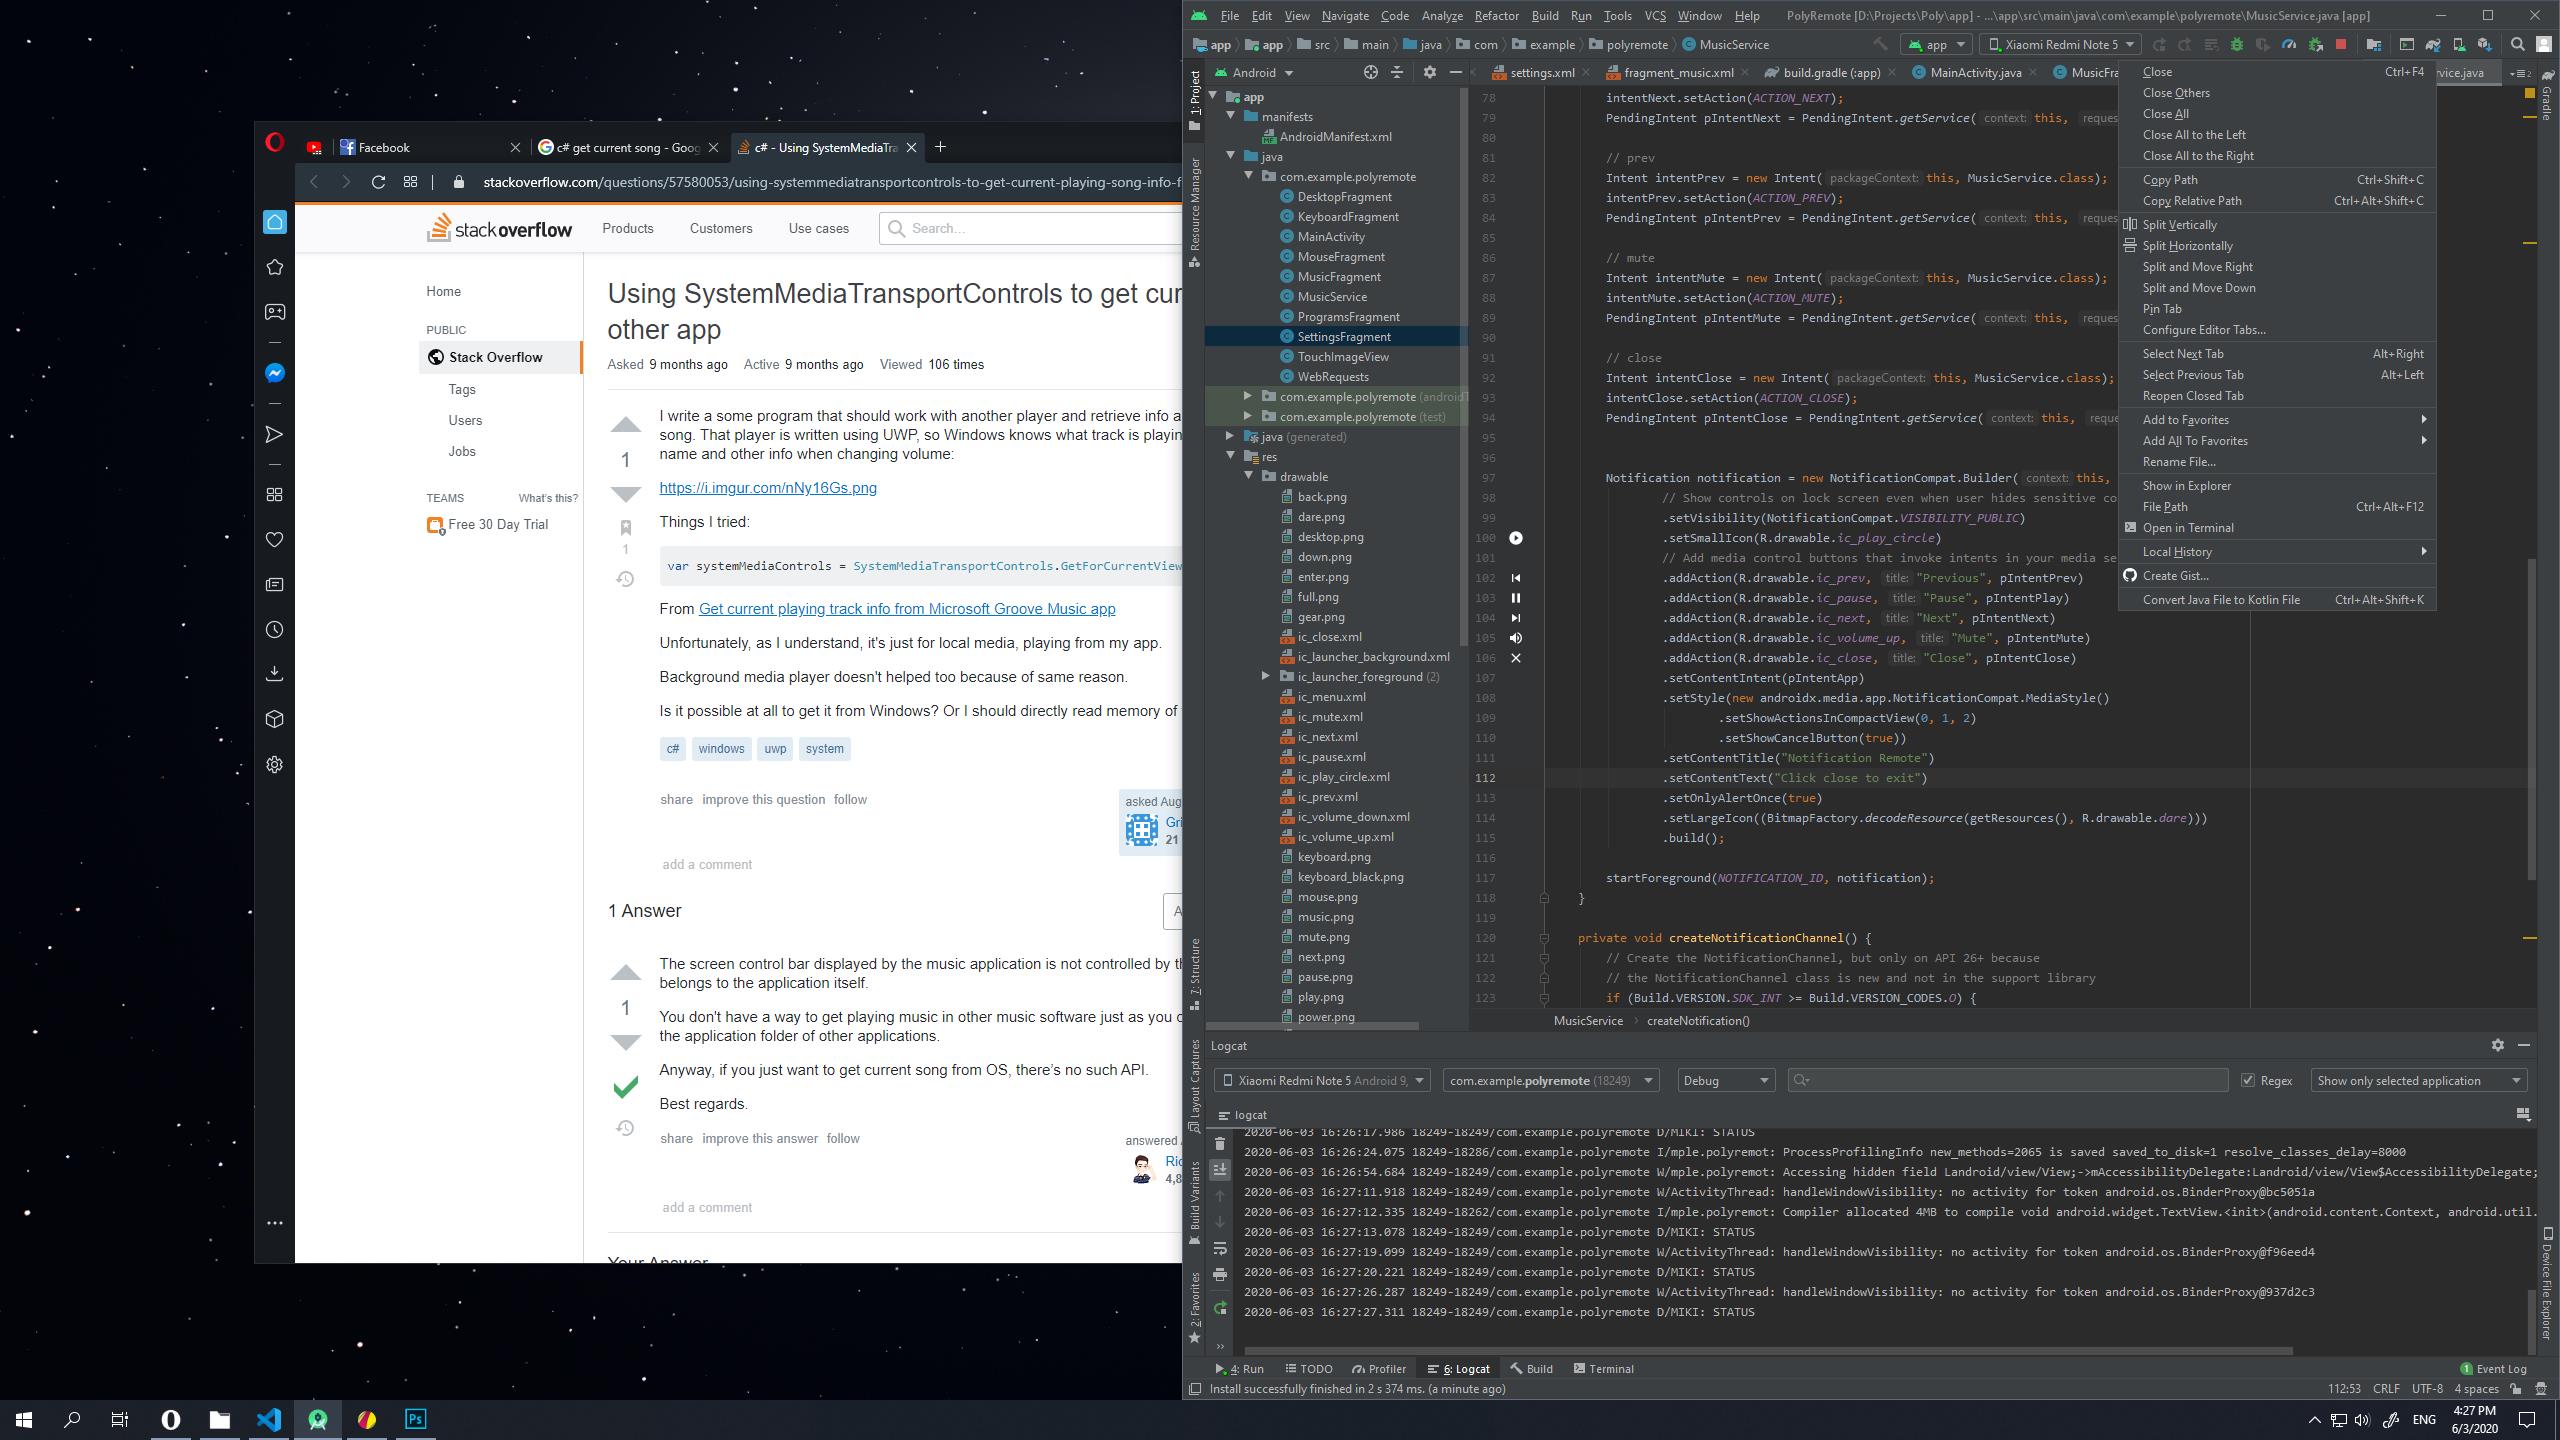 Facebook
c# get current song - Goog
c# - Using SystemMediaTra
stackoverflow.com/questions/57580053/using-systemmediatransportcontrols-to-get-current-playing-song-info-f
stackoverflow
Products
Customers
Use cases
Search...
Home
PUBLIC
Stack Overflow
Tags
Users
Jobs
TEAMS
What's this?
Free 30 Day Trial
Using SystemMediaTransportControls to get cur
other app
Asked 9 months ago Active 9 months ago Viewed 106 times
I write a some program that should work with another player and retrieve info a
song. That player is written using UWP, so Windows knows what track is playin
name and other info when changing volume:
1
https://i.imgur.com/nNy16Gs.png
Things I tried:
1
var systemMediaControls = SystemMediaTransportControls.GetForCurrentView
From Get current playing track info from Microsoft Groove Music app
Unfortunately, as I understand, it's just for local media, playing from my app.
Background media player doesn't helped too because of same reason.
Is it possible at all to get it from Windows? Or I should directly read memory of
c# windows uwp system
share improve this question follow
asked Aug
Gri
21
add a comment
1 Answer
A
The screen control bar displayed by the music application is not controlled by th
belongs to the application itself.
1
You don't have a way to get playing music in other music software just as you c
the application folder of other applications.
Anyway, if you just want to get current song from OS, there's no such API.
Best regards.
share improve this answer follow
answered
Ric
4,8
add a comment
Your Answer
File Edit View Navigate Code Analyze Refactor Build Run Tools VCS Window Help
PolyRemote [D:\Projects\Poly\app] - ...\app\src\main\java\com\example\polyremote\MusicService.java [app]
app app src main java com example polyremote MusicService
app
Xiaomi Redmi Note 5
Android
settings.xml
fragment_music.xml
build.gradle (:app)
MainActivity.java
MusicFra
rvice.java
1: Project
Resource Manager
7: Structure
Layout Captures
Build Variants
2: Favorites
Gradle
Device File Explorer
app
manifests
AndroidManifest.xml
java
com.example.polyremote
DesktopFragment
KeyboardFragment
MainActivity
MouseFragment
MusicFragment
MusicService
ProgramsFragment
SettingsFragment
TouchImageView
WebRequests
com.example.polyremote (androidT
com.example.polyremote (test)
java (generated)
res
drawable
back.png
dare.png
desktop.png
down.png
enter.png
full.png
gear.png
ic_close.xml
ic_launcher_background.xml
ic_launcher_foreground (2)
ic_menu.xml
ic_mute.xml
ic_next.xml
ic_pause.xml
ic_play_circle.xml
ic_prev.xml
ic_volume_down.xml
ic_volume_up.xml
keyboard.png
keyboard_black.png
mouse.png
music.png
mute.png
next.png
pause.png
play.png
power.png
78 intentNext.setAction(ACTION_NEXT);
79 PendingIntent pIntentNext = PendingIntent.getService( context: this, reques
80
81 // prev
82 Intent intentPrev = new Intent( packageContext: this, MusicService.class);
83 intentPrev.setAction(ACTION_PREV);
84 PendingIntent pIntentPrev = PendingIntent.getService( context: this, reques
85
86 // mute
87 Intent intentMute = new Intent( packageContext: this, MusicService.class);
88 intentMute.setAction(ACTION_MUTE);
89 PendingIntent pIntentMute = PendingIntent.getService( context: this, reques
90
91 // close
92 Intent intentClose = new Intent( packageContext: this, MusicService.class);
93 intentClose.setAction(ACTION_CLOSE);
94 PendingIntent pIntentClose = PendingIntent.getService( context: this, reque
95
96
97 Notification notification = new NotificationCompat.Builder( context: this,
98 // Show controls on lock screen even when user hides sensitive co
99 .setVisibility(NotificationCompat.VISIBILITY_PUBLIC)
100 .setSmallIcon(R.drawable.ic_play_circle)
101 // Add media control buttons that invoke intents in your media se
102 .addAction(R.drawable.ic_prev, title: "Previous", pIntentPrev)
103 .addAction(R.drawable.ic_pause, title: "Pause", pIntentPlay)
104 .addAction(R.drawable.ic_next, title: "Next", pIntentNext)
105 .addAction(R.drawable.ic_volume_up, title: "Mute", pIntentMute)
106 .addAction(R.drawable.ic_close, title: "Close", pIntentClose)
107 .setContentIntent(pIntentApp)
108 .setStyle(new androidx.media.app.NotificationCompat.MediaStyle()
109 .setShowActionsInCompactView(0, 1, 2)
110 .setShowCancelButton(true))
111 .setContentTitle("Notification Remote")
112 .setContentText("Click close to exit")
113 .setOnlyAlertOnce(true)
114 .setLargeIcon((BitmapFactory.decodeResource(getResources(), R.drawable.dare)))
115 .build();
116
117 startForeground(NOTIFICATION_ID, notification);
118 }
119
120 private void createNotificationChannel() {
121 // Create the NotificationChannel, but only on API 26+ because
122 // the NotificationChannel class is new and not in the support library
123 if (Build.VERSION.SDK_INT >= Build.VERSION_CODES.O) {
MusicService createNotification()
Close Ctrl+F4
Close Others
Close All
Close All to the Left
Close All to the Right
Copy Path Ctrl+Shift+C
Copy Relative Path Ctrl+Alt+Shift+C
Split Vertically
Split Horizontally
Split and Move Right
Split and Move Down
Pin Tab
Configure Editor Tabs...
Select Next Tab Alt+Right
Select Previous Tab Alt+Left
Reopen Closed Tab
Add to Favorites
Add All To Favorites
Rename File...
Show in Explorer
File Path Ctrl+Alt+F12
Open in Terminal
Local History
Create Gist...
Convert Java File to Kotlin File Ctrl+Alt+Shift+K
Logcat
Xiaomi Redmi Note 5 Android 9,
com.example.polyremote (18249)
Debug
Regex
Show only selected application
logcat
2020-06-03 16:26:17.986 18249-18249/com.example.polyremote D/MIKI: STATUS
2020-06-03 16:26:24.075 18249-18286/com.example.polyremote I/mple.polyremot: ProcessProfilingInfo new_methods=2065 is saved saved_to_disk=1 resolve_classes_delay=8000
2020-06-03 16:26:54.684 18249-18249/com.example.polyremote W/mple.polyremot: Accessing hidden field Landroid/view/View;->mAccessibilityDelegate:Landroid/view/View$AccessibilityDelegate;
2020-06-03 16:27:11.918 18249-18249/com.example.polyremote W/ActivityThread: handleWindowVisibility: no activity for token android.os.BinderProxy@bc5051a
2020-06-03 16:27:12.335 18249-18262/com.example.polyremote I/mple.polyremot: Compiler allocated 4MB to compile void android.widget.TextView.<init>(android.content.Context, android.util.
2020-06-03 16:27:13.078 18249-18249/com.example.polyremote D/MIKI: STATUS
2020-06-03 16:27:19.099 18249-18249/com.example.polyremote W/ActivityThread: handleWindowVisibility: no activity for token android.os.BinderProxy@f96eed4
2020-06-03 16:27:20.221 18249-18249/com.example.polyremote D/MIKI: STATUS
2020-06-03 16:27:26.287 18249-18249/com.example.polyremote W/ActivityThread: handleWindowVisibility: no activity for token android.os.BinderProxy@937d2c3
2020-06-03 16:27:27.311 18249-18249/com.example.polyremote D/MIKI: STATUS
4: Run TODO Profiler 6: Logcat Build Terminal
1 Event Log
Install successfully finished in 2 s 374 ms. (a minute ago)
112:53 CRLF UTF-8 4 spaces
Ps
ENG
4:27 PM
6/3/2020